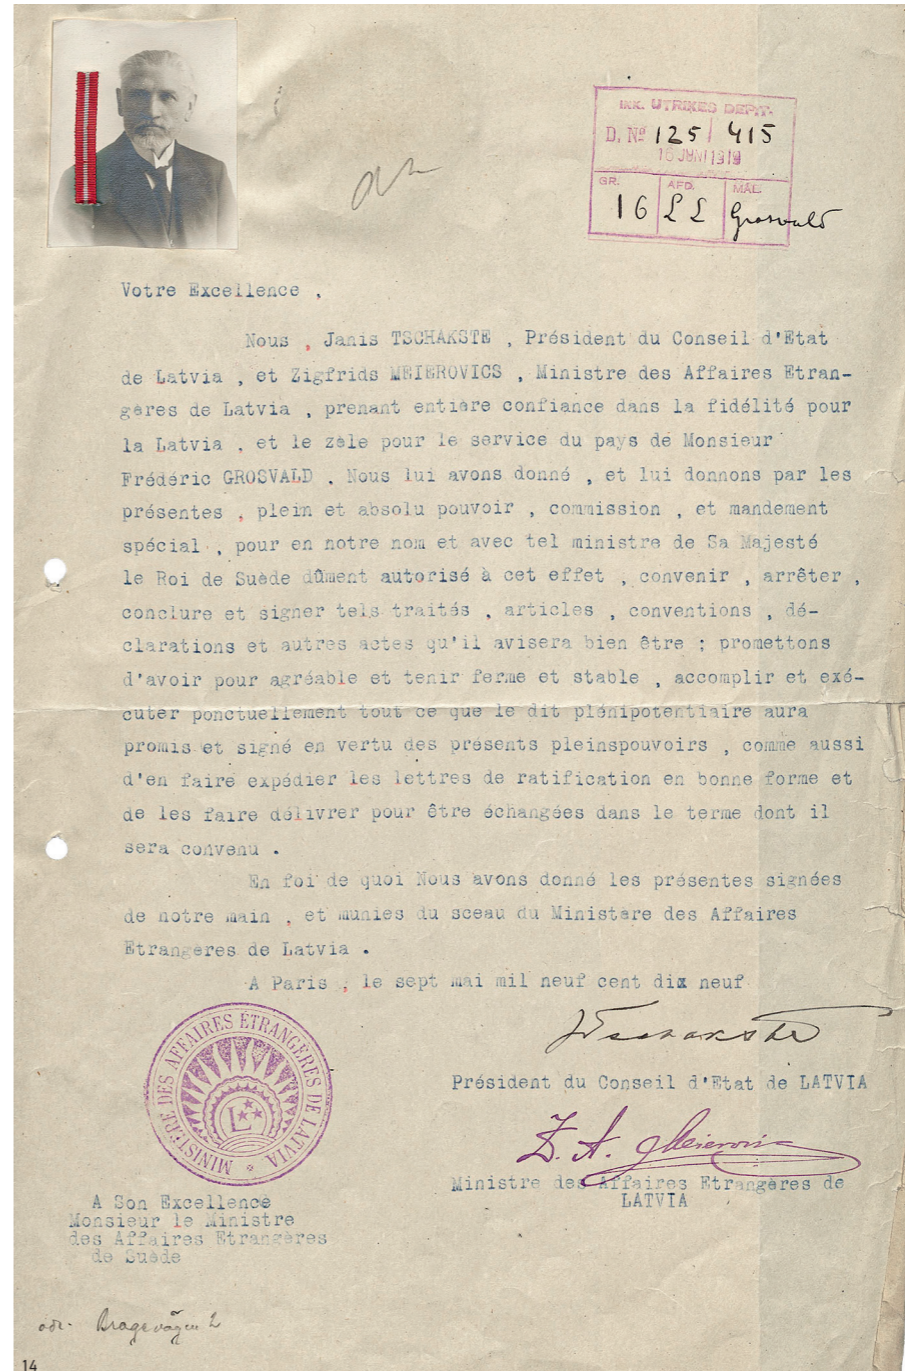 INK. UTRIKES DEPT.
D. Nº 125 / 415
16 JUNI 1919
GR. AFD. MÅL.
16 LL Grosvald
Votre Excellence ,
Nous , Janis TSCHAKSTE , Président du Conseil d'Etat
de Latvia , et Zigfrids MEIEROVICS , Ministre des Affaires Etran-
gères de Latvia , prenant entière confiance dans la fidélité pour
la Latvia , et le zèle pour le service du pays de Monsieur
Frédéric GROSVALD . Nous lui avons donné , et lui donnons par les
présentes , plein et absolu pouvoir , commission , et mandement
spécial , pour en notre nom et avec tel ministre de Sa Majesté
le Roi de Suède dûment autorisé à cet effet , convenir , arrêter ,
conclure et signer tels traités , articles , conventions , dé-
clarations et autres actes qu'il avisera bien être ; promettons
d'avoir pour agréable et tenir ferme et stable , accomplir et exé-
cuter ponctuellement tout ce que le dit plénipotentiaire aura
promis et signé en vertu des présents pleinspouvoirs , comme aussi
d'en faire expédier les lettres de ratification en bonne forme et
de les faire délivrer pour être échangées dans le terme dont il
sera convenu .
En foi de quoi Nous avons donné les présentes signées
de notre main , et munies du sceau du Ministère des Affaires
Etrangères de Latvia .
A Paris , le sept mai mil neuf cent dix neuf
J Tschakste
Président du Conseil d'Etat de LATVIA
Z. A. Meierovics
Ministre des Affaires Etrangères de
LATVIA
MINISTÈRE DES AFFAIRES ÉTRANGÈRES DE LATVIA
L
A Son Excellence
Monsieur le Ministre
des Affaires Etrangères
de Suède
adr. Bragevägen 2
14